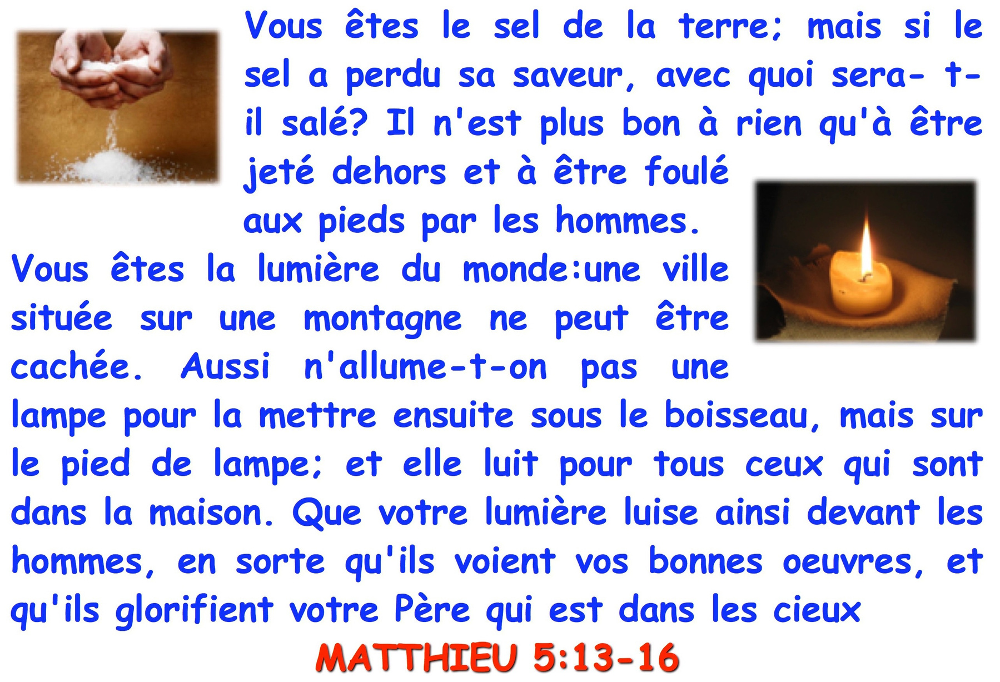 Vous êtes le sel de la terre; mais si le
sel a perdu sa saveur, avec quoi sera- t-
il salé? Il n'est plus bon à rien qu'à être
jeté dehors et à être foulé
aux pieds par les hommes.
Vous êtes la lumière du monde:une ville
située sur une montagne ne peut être
cachée. Aussi n'allume-t-on pas une
lampe pour la mettre ensuite sous le boisseau, mais sur
le pied de lampe; et elle luit pour tous ceux qui sont
dans la maison. Que votre lumière luise ainsi devant les
hommes, en sorte qu'ils voient vos bonnes oeuvres, et
qu'ils glorifient votre Père qui est dans les cieux
MATTHIEU 5:13-16